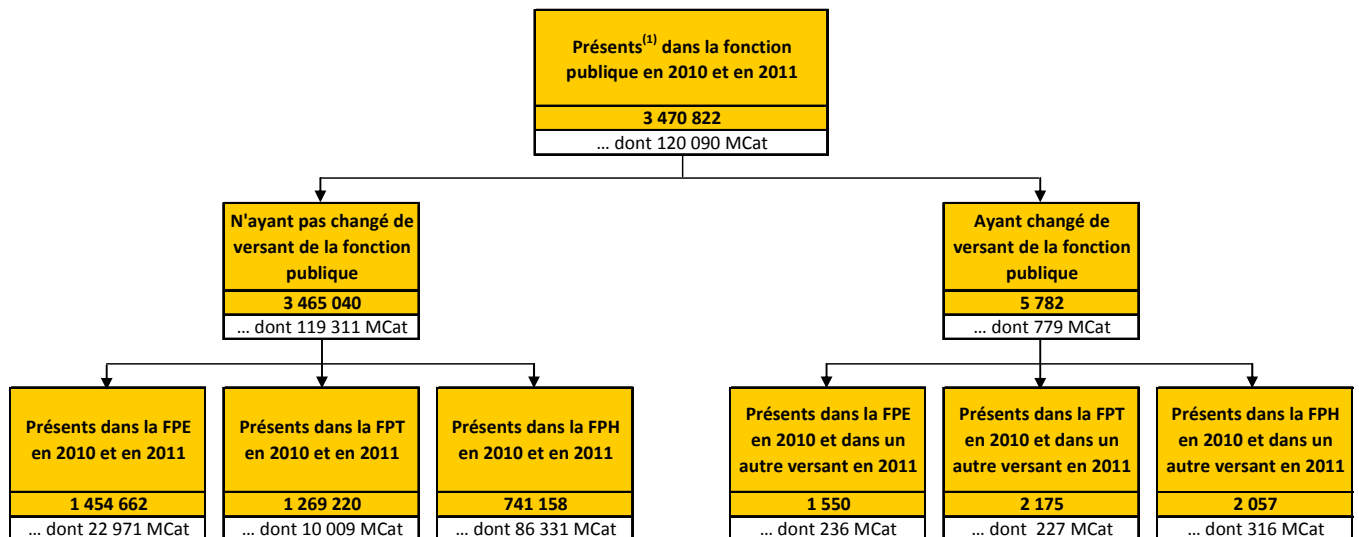 Présents(1) dans la fonction
publique en 2010 et en 2011
3 470 822
... dont 120 090 MCat
N'ayant pas changé de
versant de la fonction
publique
3 465 040
... dont 119 311 MCat
Ayant changé de
versant de la fonction
publique
5 782
... dont 779 MCat
Présents dans la FPE
en 2010 et en 2011
1 454 662
... dont 22 971 MCat
Présents dans la FPT
en 2010 et en 2011
1 269 220
... dont 10 009 MCat
Présents dans la FPH
en 2010 et en 2011
741 158
... dont 86 331 MCat
Présents dans la FPE
en 2010 et dans un
autre versant en 2011
1 550
... dont 236 MCat
Présents dans la FPT
en 2010 et dans un
autre versant en 2011
2 175
... dont 227 MCat
Présents dans la FPH
en 2010 et dans un
autre versant en 2011
2 057
... dont 316 MCat